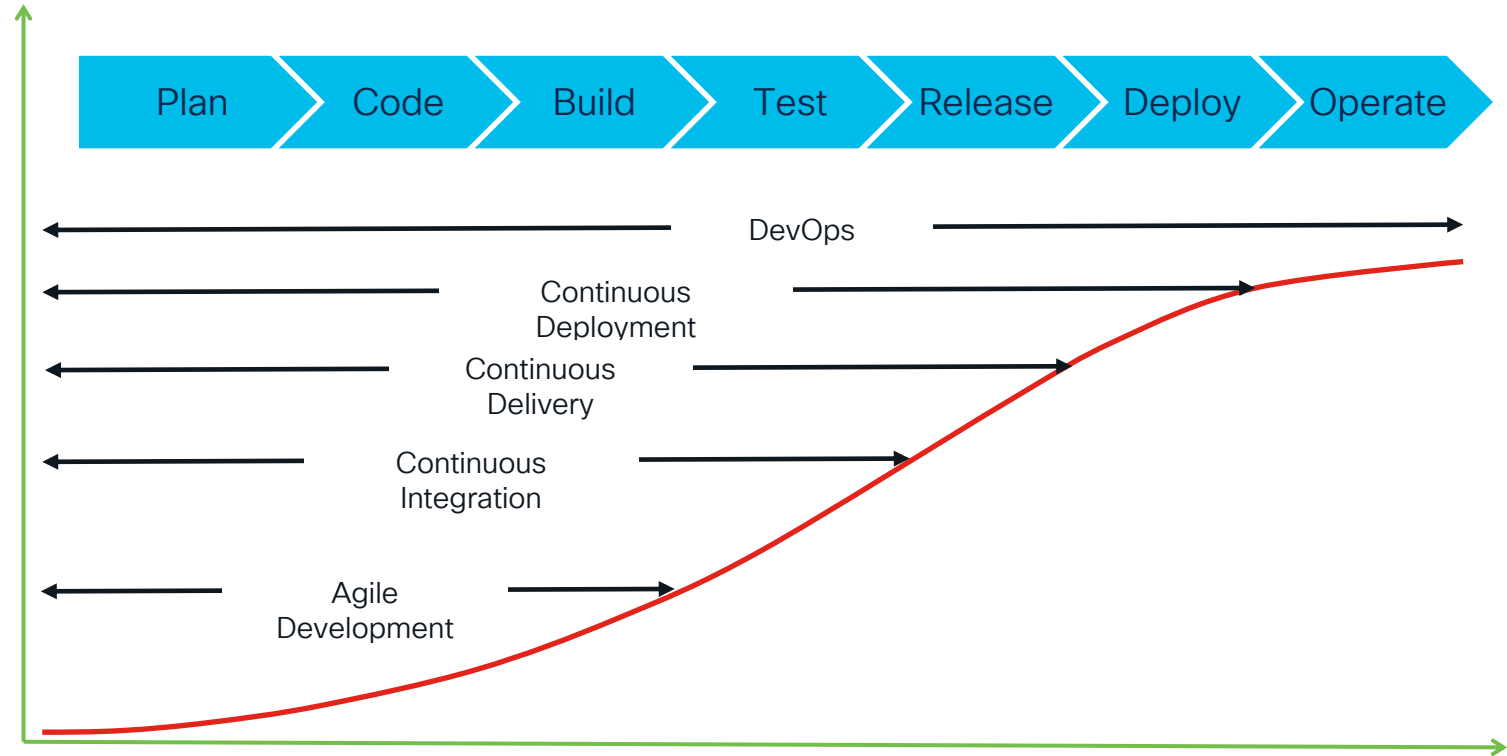 Plan Code Build Test Release Deploy Operate
DevOps
Continuous
Deployment
Continuous
Delivery
Continuous
Integration
Agile
Development